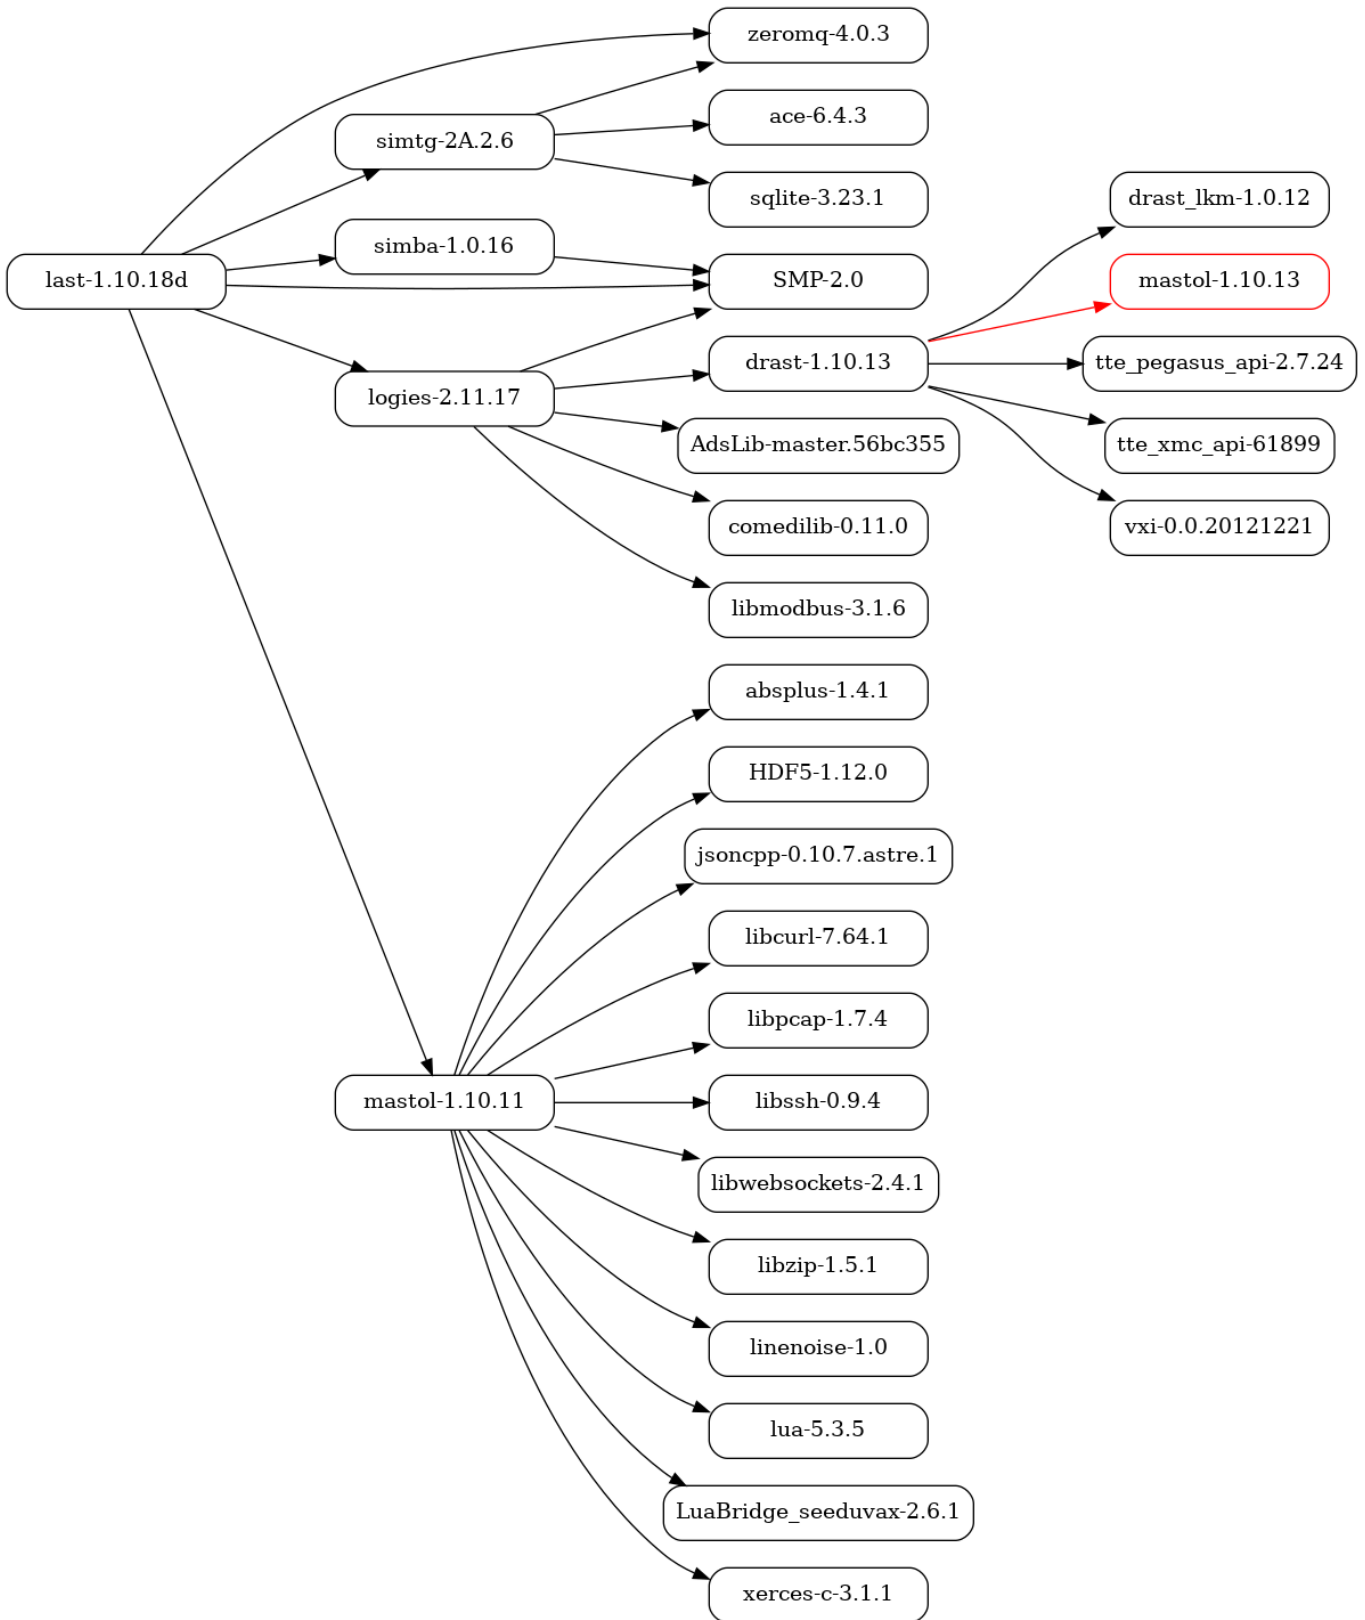 zeromq-4.0.3
simtg-2A.2.6
ace-6.4.3
sqlite-3.23.1
drast_lkm-1.0.12
simba-1.0.16
last-1.10.18d
SMP-2.0
mastol-1.10.13
drast-1.10.13
tte_pegasus_api-2.7.24
logies-2.11.17
AdsLib-master.56bc355
tte_xmc_api-61899
comedilib-0.11.0
vxi-0.0.20121221
libmodbus-3.1.6
absplus-1.4.1
HDF5-1.12.0
jsoncpp-0.10.7.astre.1
libcurl-7.64.1
libpcap-1.7.4
mastol-1.10.11
libssh-0.9.4
libwebsockets-2.4.1
libzip-1.5.1
linenoise-1.0
lua-5.3.5
LuaBridge_seeduvax-2.6.1
xerces-c-3.1.1